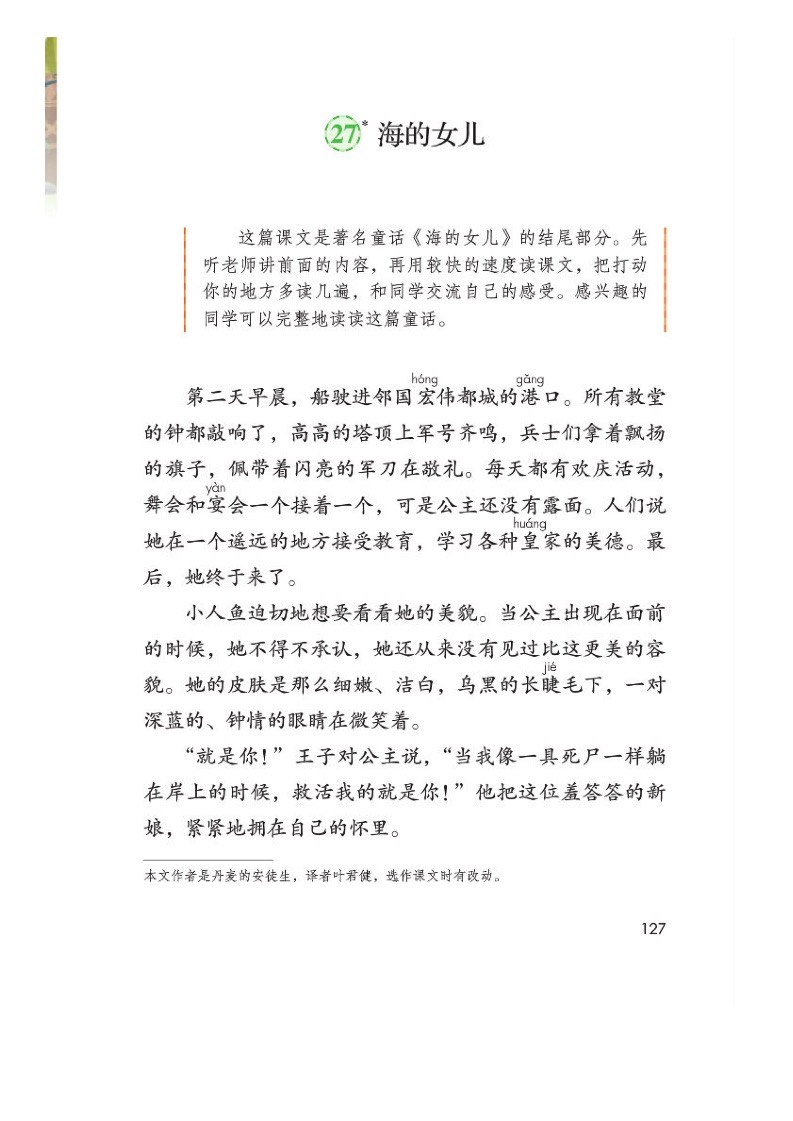 27* 海的女儿
这篇课文是著名童话《海的女儿》的结尾部分。先
听老师讲前面的内容，再用较快的速度读课文，把打动
你的地方多读几遍，和同学交流自己的感受。感兴趣的
同学可以完整地读读这篇童话。
hóng gǎng
第二天早晨，船驶进邻国宏伟都城的港口。所有教堂
的钟都敲响了，高高的塔顶上军号齐鸣，兵士们拿着飘扬
的旗子，佩带着闪亮的军刀在敬礼。每天都有欢庆活动，
yàn
舞会和宴会一个接着一个，可是公主还没有露面。人们说
huáng
她在一个遥远的地方接受教育，学习各种皇家的美德。最
后，她终于来了。
小人鱼迫切地想要看看她的美貌。当公主出现在面前
的时候，她不得不承认，她还从来没有见过比这更美的容
jié
貌。她的皮肤是那么细嫩、洁白，乌黑的长睫毛下，一对
深蓝的、钟情的眼睛在微笑着。
“就是你！”王子对公主说，“当我像一具死尸一样躺
在岸上的时候，救活我的就是你！”他把这位羞答答的新
娘，紧紧地拥在自己的怀里。
本文作者是丹麦的安徒生，译者叶君健，选作课文时有改动。
127